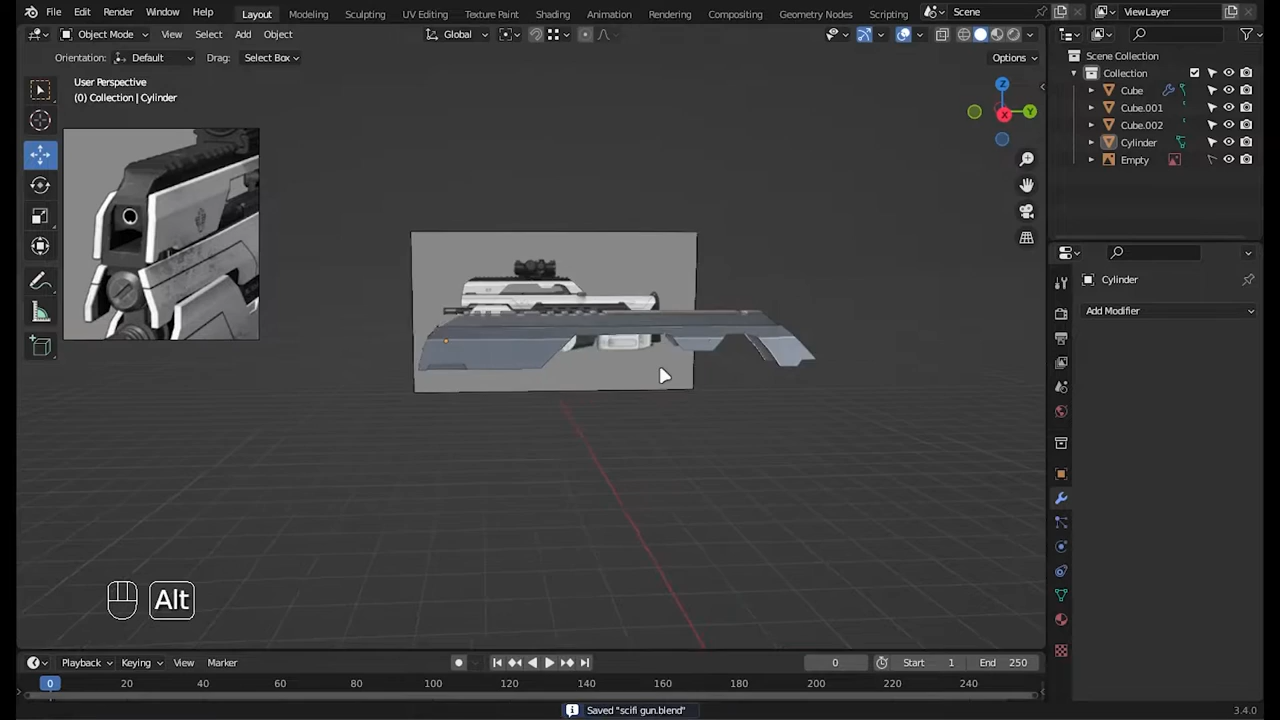 File Edit Render Window Help Layout Modeling Sculpting UV Editing Texture Paint Shading Animation Rendering Compositing Geometry Nodes Scripting Scene ViewLayer
Object Mode View Select Add Object Global
Orientation: Default Drag: Select Box Options
User Perspective
(0) Collection | Cylinder
Z
Y
X
Scene Collection
Collection
Cube
Cube.001
Cube.002
Cylinder
Empty
Cylinder
Add Modifier
Alt
Playback Keying View Marker 0 Start 1 End 250
0 20 40 60 80 100 120 140 160 180 200 220 240
Saved "scifi gun.blend" 3.4.0